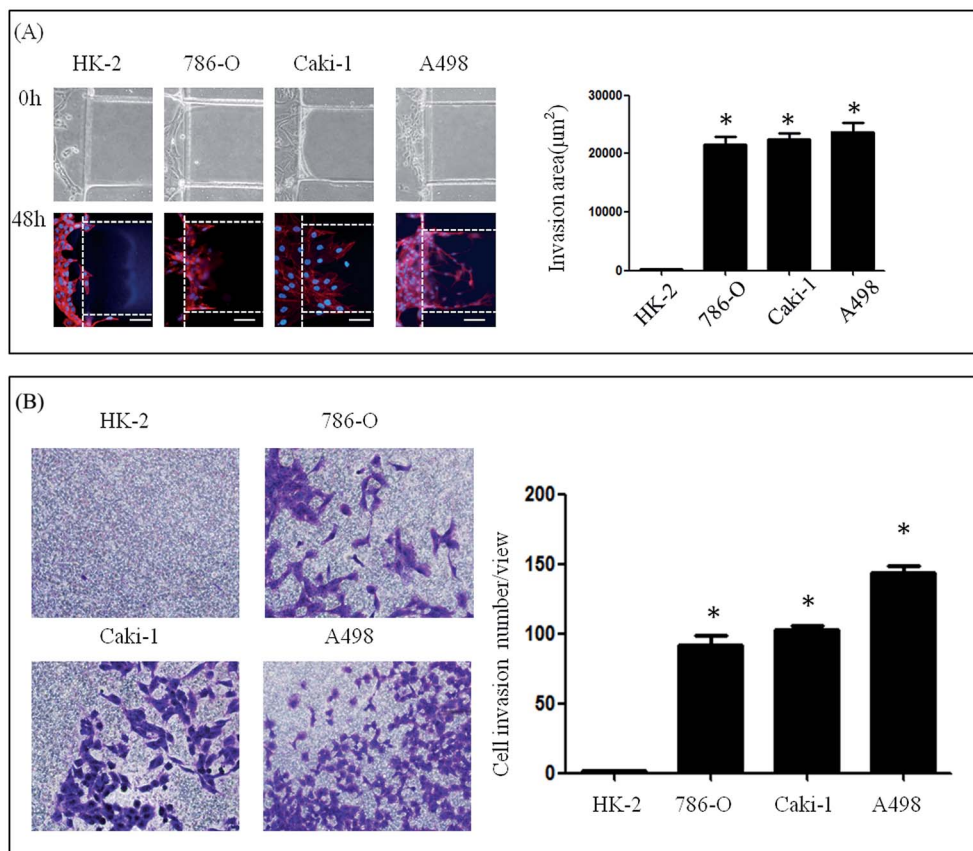 (A)
HK-2 786-O Caki-1 A498
0h
48h
Invasion area(μm²)
30000
20000
10000
0
* * *
HK-2 786-O Caki-1 A498
(B)
HK-2 786-O
Caki-1 A498
Cell invasion number/view
200
150
100
50
0
* * *
HK-2 786-O Caki-1 A498